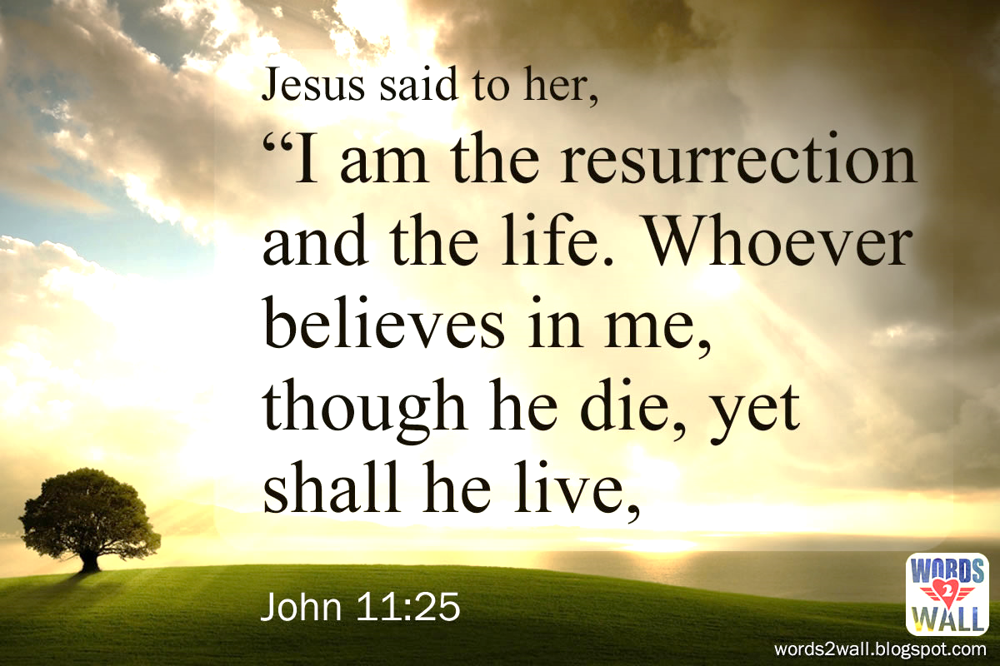 Jesus said to her,
“I am the resurrection
and the life. Whoever
believes in me,
though he die, yet
shall he live,
John 11:25
WORDS
2
WALL
words2wall.blogspot.com